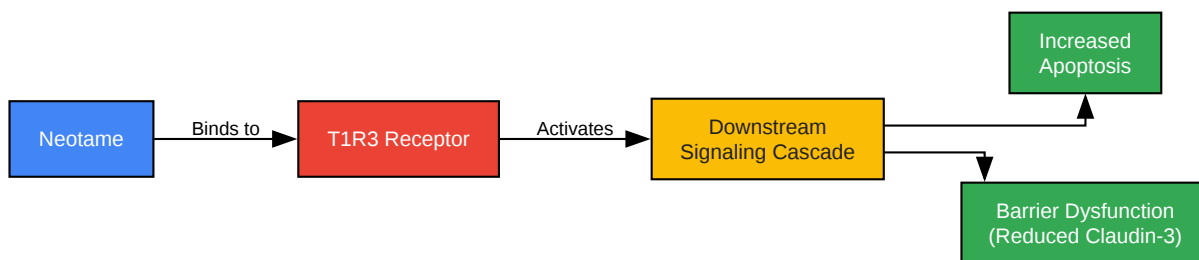 Neotame
Binds to
T1R3 Receptor
Activates
Downstream
Signaling Cascade
Increased
Apoptosis
Barrier Dysfunction
(Reduced Claudin-3)